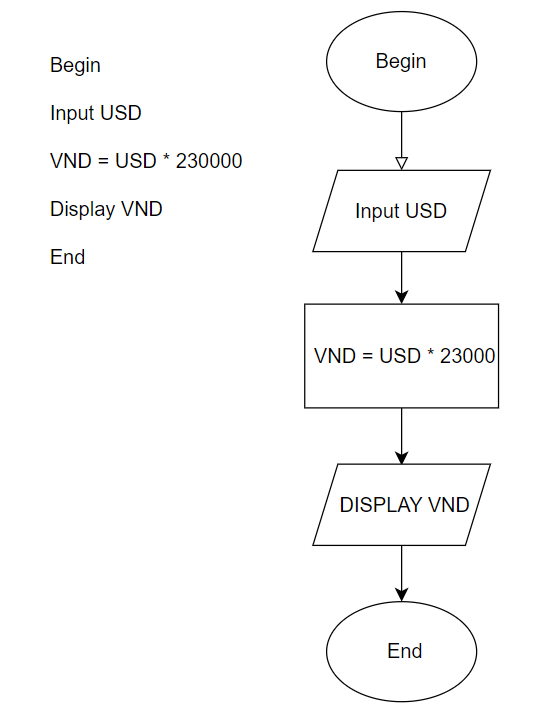 Begin
Input USD
VND = USD * 230000
Display VND
End
Begin
Input USD
VND = USD * 23000
DISPLAY VND
End